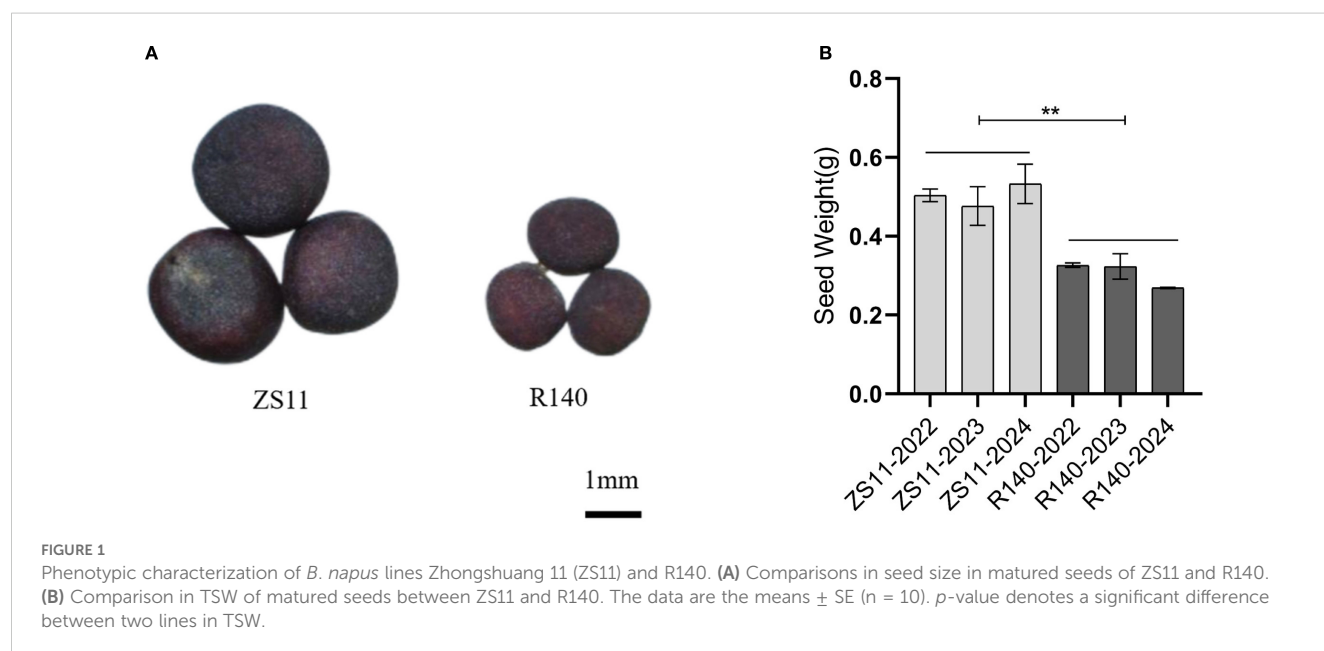 A
ZS11
R140
1mm
B
Seed Weight(g)
0.8
0.6
0.4
0.2
0.0
**
ZS11-2022
ZS11-2023
ZS11-2024
R140-2022
R140-2023
R140-2024
FIGURE 1
Phenotypic characterization of B. napus lines Zhongshuang 11 (ZS11) and R140. (A) Comparisons in seed size in matured seeds of ZS11 and R140.
(B) Comparison in TSW of matured seeds between ZS11 and R140. The data are the means ± SE (n = 10). p-value denotes a significant difference
between two lines in TSW.